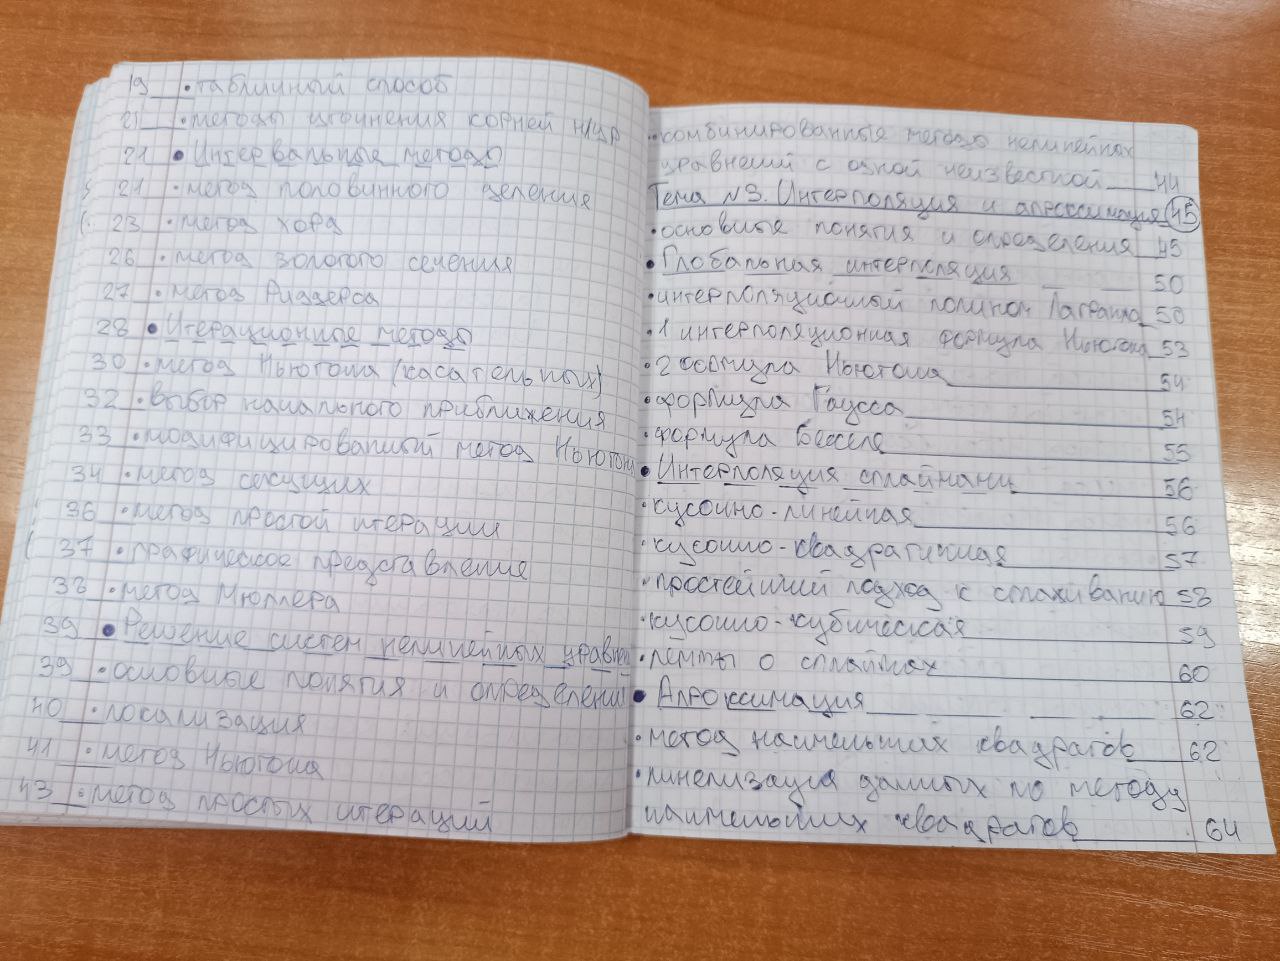 19 • табличный способ
21 • методы уточнения корней н/ур
21 • Интервальные методы
21 • метод половинного деления
23 • метод хорд
26 • метод золотого сечения
27 • метод Риддерса
28 • Итерационные методы
30 • метод Ньютона (касательных)
32 • выбор начального приближения
33 • модифицированный метод Ньютона
34 • метод секущих
36 • метод простой итерации
37 • графическое представление
38 • метод Мюллера
39 • Решение систем нелинейных уравн
39 • основные понятия и определения
40 • локализация
41 • метод Ньютона
43 • метод простых итераций
• комбинированные методы нелинейных
уравнений с одной неизвестной 44
Тема №3. Интерполяция и апроксимация 45
• основные понятия и определения 45
• Глобальная интерполяция 50
• интерполяционный полином Лагранжа 50
• 1 интерполяционная формула Ньютона 53
• 2 формула Ньютона 54
• формула Гаусса 54
• формула Бесселя 55
• Интерполяция сплайнами 56
• кусочно-линейная 56
• кусочно-квадратичная 57
• простейший подход к сглаживанию 58
• кусочно-кубическая 59
• леммы о сплайнах 60
• Апроксимация 62
• метод наименьших квадратов 62
• линеализация данных по методу
наименьших квадратов 64